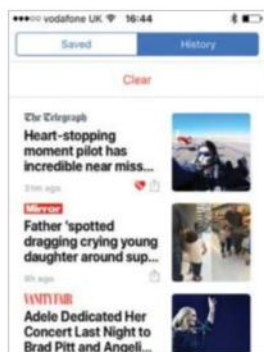 vodafone UK 16:44
Saved History
Clear
The Telegraph
Heart-stopping
moment pilot has
incredible near miss...
31m ago
Mirror
Father 'spotted
dragging crying young
daughter around sup...
VANITY FAIR
Adele Dedicated Her
Concert Last Night to
Brad Pitt and Angeli...